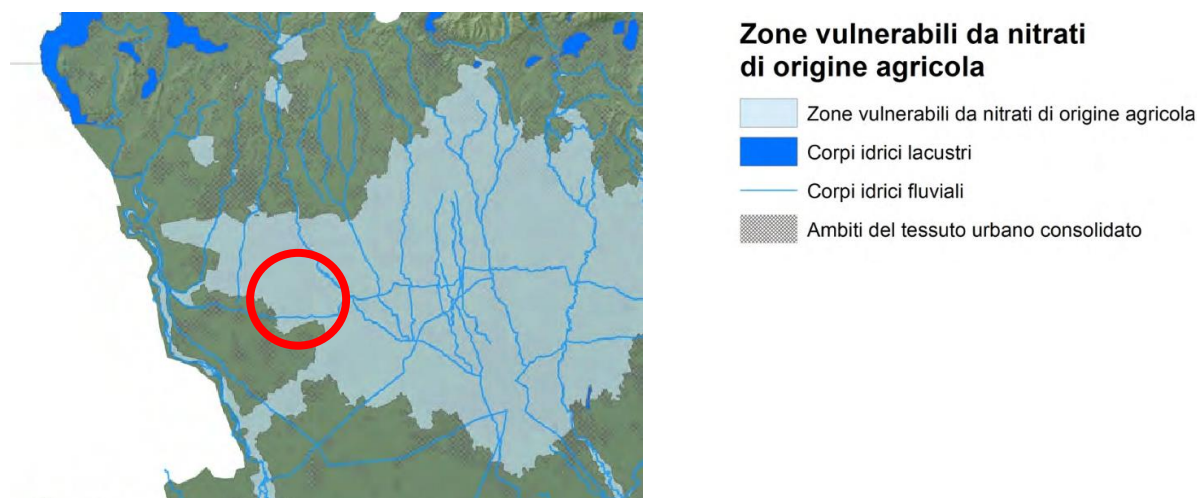 Zone vulnerabili da nitrati
di origine agricola
Zone vulnerabili da nitrati di origine agricola
Corpi idrici lacustri
Corpi idrici fluviali
Ambiti del tessuto urbano consolidato